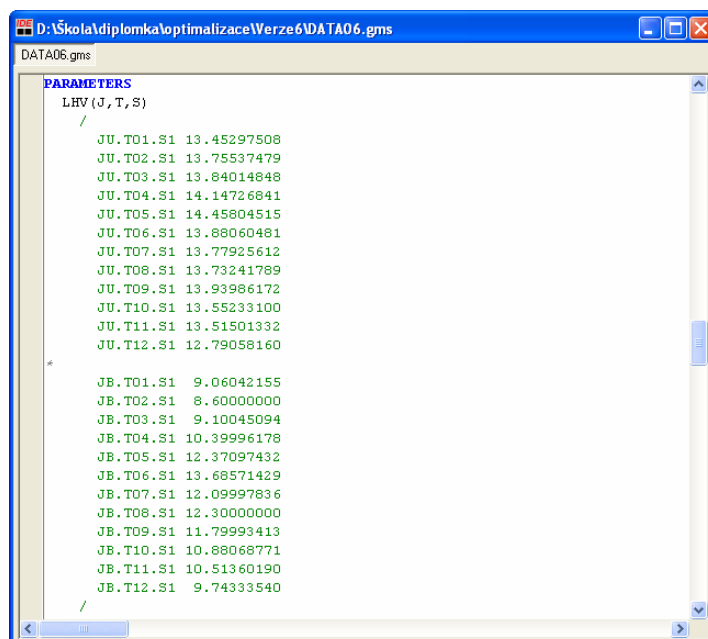 IDE D:\Škola\diplomka\optimalizace\Verze6\DATA06.gms
DATA06.gms
PARAMETERS
LHV(J,T,S)
/
JU.T01.S1 13.45297508
JU.T02.S1 13.75537479
JU.T03.S1 13.84014848
JU.T04.S1 14.14726841
JU.T05.S1 14.45804515
JU.T06.S1 13.88060481
JU.T07.S1 13.77925612
JU.T08.S1 13.73241789
JU.T09.S1 13.93986172
JU.T10.S1 13.55233100
JU.T11.S1 13.51501332
JU.T12.S1 12.79058160
*
JB.T01.S1 9.06042155
JB.T02.S1 8.60000000
JB.T03.S1 9.10045094
JB.T04.S1 10.39996178
JB.T05.S1 12.37097432
JB.T06.S1 13.68571429
JB.T07.S1 12.09997836
JB.T08.S1 12.30000000
JB.T09.S1 11.79993413
JB.T10.S1 10.88068771
JB.T11.S1 10.51360190
JB.T12.S1 9.74333540
/